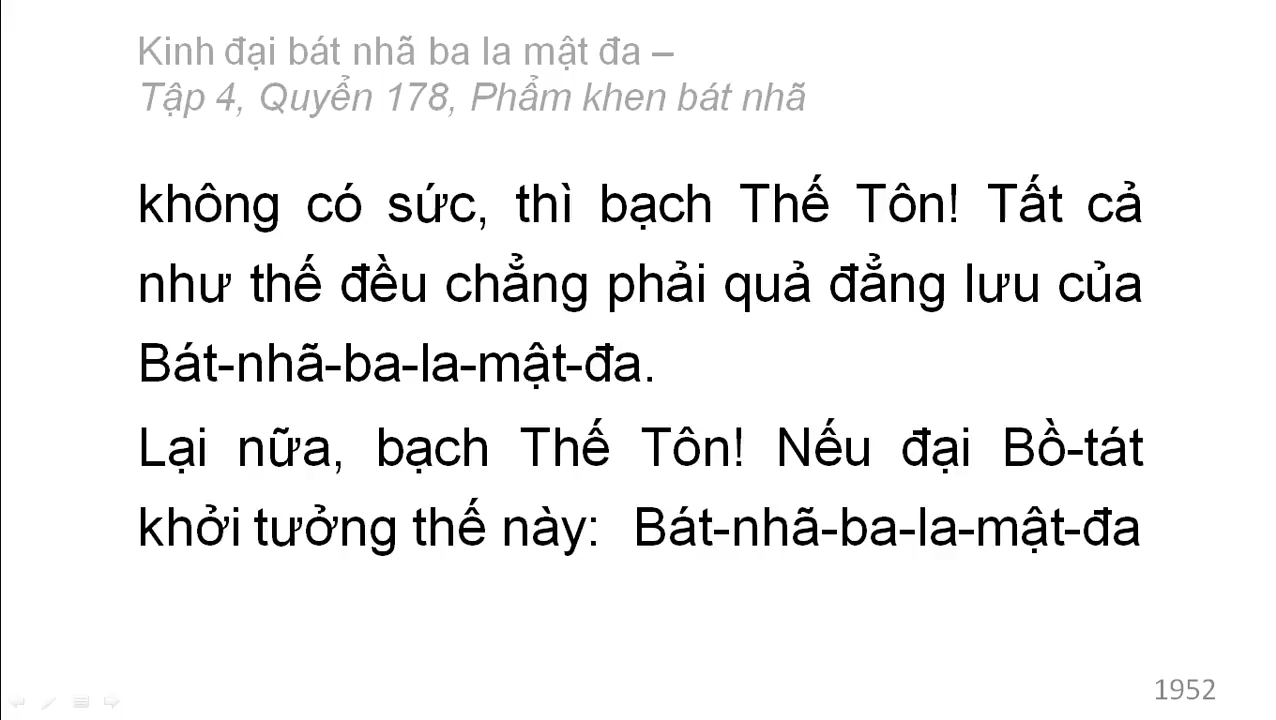 Kinh đại bát nhã ba la mật đa –
Tập 4, Quyển 178, Phẩm khen bát nhã
không có sức, thì bạch Thế Tôn! Tất cả
như thế đều chẳng phải quả đẳng lưu của
Bát-nhã-ba-la-mật-đa.
Lại nữa, bạch Thế Tôn! Nếu đại Bồ-tát
khởi tưởng thế này: Bát-nhã-ba-la-mật-đa
1952